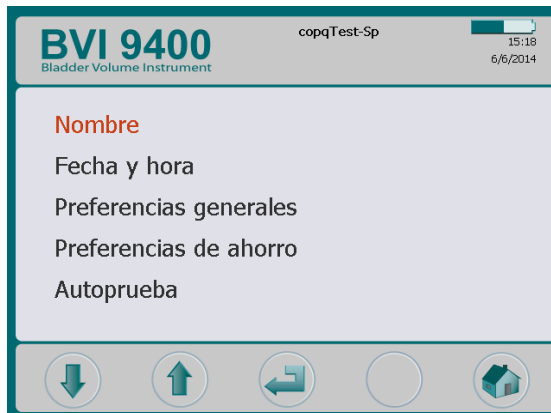 BVI 9400
Bladder Volume Instrument
copqTest-Sp
15:18
6/6/2014
Nombre
Fecha y hora
Preferencias generales
Preferencias de ahorro
Autoprueba